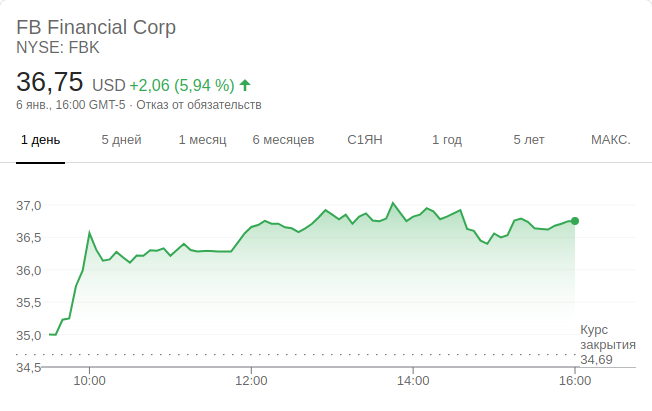 FB Financial Corp
NYSE: FBK
36,75 USD +2,06 (5,94 %)
6 янв., 16:00 GMT-5 · Отказ от обязательств
1 день 5 дней 1 месяц 6 месяцев С1ЯН 1 год 5 лет МАКС.
37,0
36,5
36,0
35,5
35,0
Курс
закрытия
34,69
34,5
10:00 12:00 14:00 16:00